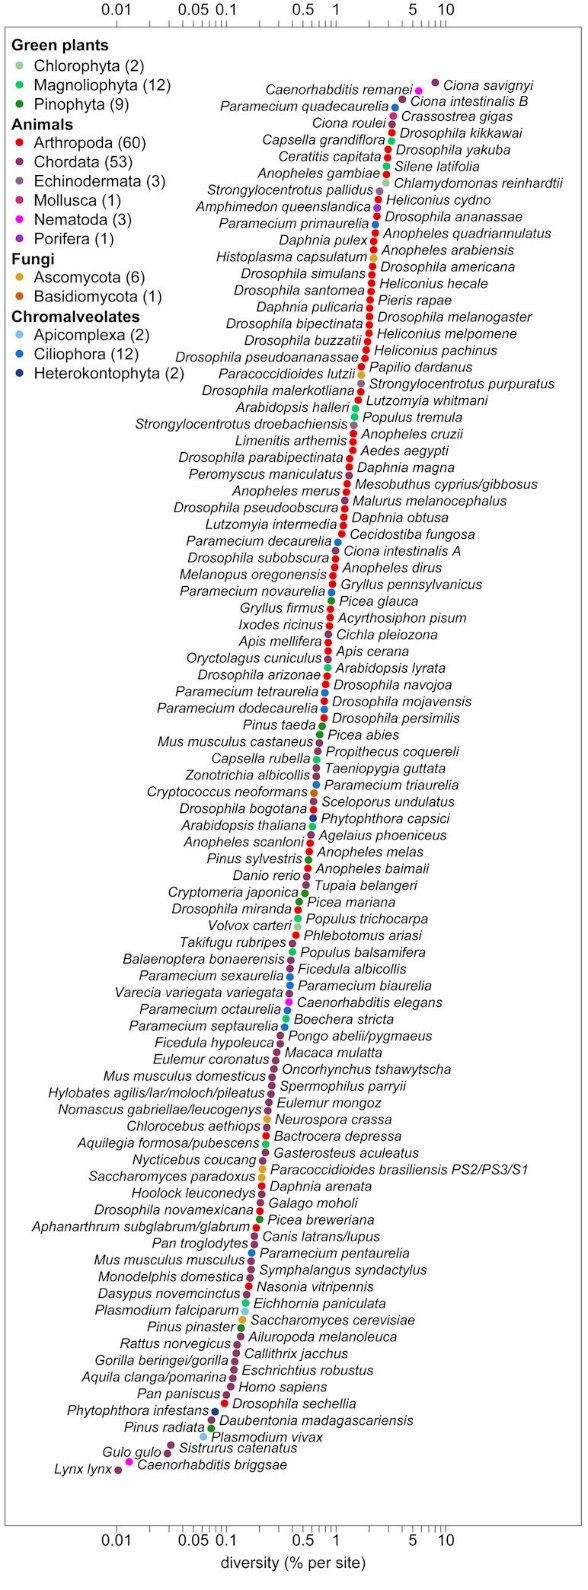 0.01 0.05 0.1 0.5 1 5 10
Green plants
Chlorophyta (2)
Magnoliophyta (12)
Pinophyta (9)
Animals
Arthropoda (60)
Chordata (53)
Echinodermata (3)
Mollusca (1)
Nematoda (3)
Porifera (1)
Fungi
Ascomycota (6)
Basidiomycota (1)
Chromalveolates
Apicomplexa (2)
Ciliophora (12)
Heterokontophyta (2)
Ciona savignyi
Caenorhabditis remanei
Ciona intestinalis B
Paramecium quadecaurelia
Crassostrea gigas
Ciona roulei
Drosophila kikkawai
Capsella grandiflora
Drosophila yakuba
Ceratitis capitata
Silene latifolia
Anopheles gambiae
Chlamydomonas reinhardtii
Strongylocentrotus pallidus
Heliconius cydno
Amphimedon queenslandica
Drosophila ananassae
Paramecium primaurelia
Anopheles quadriannulatus
Daphnia pulex
Anopheles arabiensis
Histoplasma capsulatum
Drosophila americana
Drosophila simulans
Heliconius hecale
Drosophila santomea
Pieris rapae
Daphnia pulicaria
Drosophila melanogaster
Drosophila bipectinata
Heliconius melpomene
Drosophila buzzatii
Heliconius pachinus
Drosophila pseudoananassae
Papilio dardanus
Paracoccidioides lutzii
Strongylocentrotus purpuratus
Drosophila malerkotliana
Lutzomyia whitmani
Arabidopsis halleri
Populus tremula
Strongylocentrotus droebachiensis
Anopheles cruzii
Limenitis arthemis
Aedes aegypti
Drosophila parabipectinata
Daphnia magna
Peromyscus maniculatus
Mesobuthus cyprius/gibbosus
Anopheles merus
Malurus melanocephalus
Drosophila pseudoobscura
Daphnia obtusa
Lutzomyia intermedia
Cecidostiba fungosa
Paramecium decaurelia
Ciona intestinalis A
Drosophila subobscura
Anopheles dirus
Melanopus oregonensis
Gryllus pennsylvanicus
Paramecium novaurelia
Picea glauca
Gryllus firmus
Acyrthosiphon pisum
Ixodes ricinus
Cichla pleiozona
Apis mellifera
Apis cerana
Oryctolagus cuniculus
Arabidopsis lyrata
Drosophila arizonae
Drosophila navojoa
Paramecium tetraurelia
Drosophila mojavensis
Paramecium dodecaurelia
Drosophila persimilis
Pinus taeda
Picea abies
Mus musculus castaneus
Propithecus coquereli
Capsella rubella
Taeniopygia guttata
Zonotrichia albicollis
Paramecium triaurelia
Cryptococcus neoformans
Sceloporus undulatus
Drosophila bogotana
Phytophthora capsici
Arabidopsis thaliana
Agelaius phoeniceus
Anopheles scanloni
Anopheles melas
Pinus sylvestris
Anopheles baimaii
Danio rerio
Tupaia belangeri
Cryptomeria japonica
Picea mariana
Drosophila miranda
Populus trichocarpa
Volvox carteri
Phlebotomus ariasi
Takifugu rubripes
Populus balsamifera
Balaenoptera bonaerensis
Ficedula albicollis
Paramecium sexaurelia
Paramecium biaurelia
Varecia variegata variegata
Caenorhabditis elegans
Paramecium octaurelia
Boechera stricta
Paramecium septaurelia
Pongo abelii/pygmaeus
Ficedula hypoleuca
Macaca mulatta
Eulemur coronatus
Oncorhynchus tshawytscha
Mus musculus domesticus
Spermophilus parryii
Hylobates agilis/lar/moloch/pileatus
Eulemur mongoz
Nomascus gabriellae/leucogenys
Neurospora crassa
Chlorocebus aethiops
Bactrocera depressa
Aquilegia formosa/pubescens
Gasterosteus aculeatus
Nycticebus coucang
Paracoccidioides brasiliensis PS2/PS3/S1
Saccharomyces paradoxus
Daphnia arenata
Hoolock leuconedys
Galago moholi
Drosophila novamexicana
Picea breweriana
Aphanarthrum subglabrum/glabrum
Canis latrans/lupus
Pan troglodytes
Paramecium pentaurelia
Mus musculus musculus
Symphalangus syndactylus
Monodelphis domestica
Nasonia vitripennis
Dasypus novemcinctus
Eichhornia paniculata
Plasmodium falciparum
Saccharomyces cerevisiae
Pinus pinaster
Ailuropoda melanoleuca
Rattus norvegicus
Callithrix jacchus
Gorilla beringei/gorilla
Eschrichtius robustus
Aquila clanga/pomarina
Homo sapiens
Pan paniscus
Drosophila sechellia
Phytophthora infestans
Daubentonia madagascariensis
Pinus radiata
Plasmodium vivax
Sistrurus catenatus
Gulo gulo
Caenorhabditis briggsae
Lynx lynx
0.01 0.05 0.1 0.5 1 5 10
diversity (% per site)